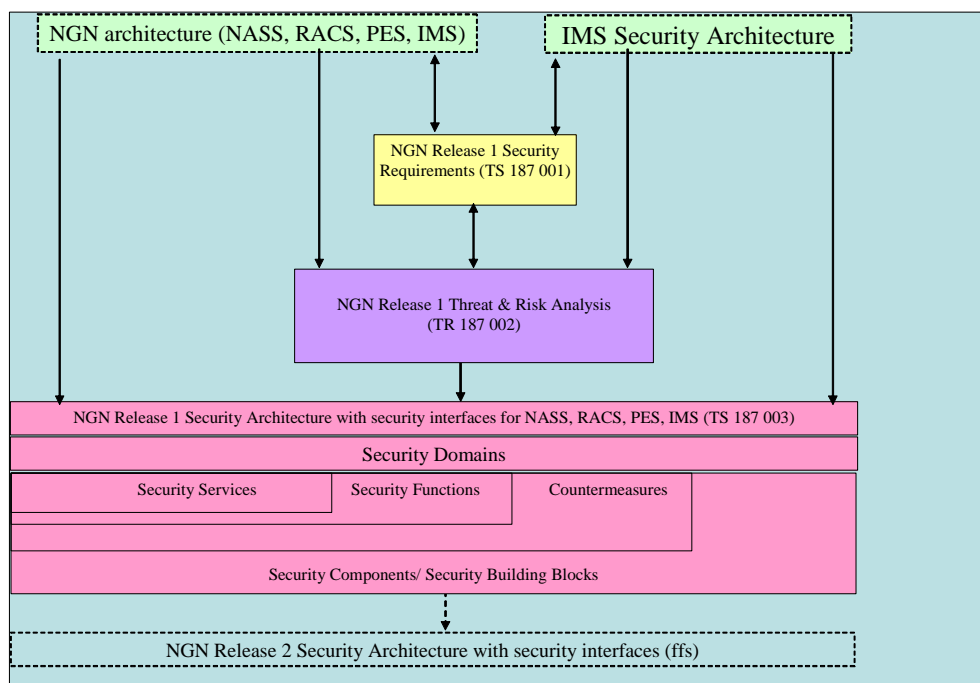 NGN architecture (NASS, RACS, PES, IMS)
IMS Security Architecture
NGN Release 1 Security
Requirements (TS 187 001)
NGN Release 1 Threat & Risk Analysis
(TR 187 002)
NGN Release 1 Security Architecture with security interfaces for NASS, RACS, PES, IMS (TS 187 003)
Security Domains
Security Services
Security Functions
Countermeasures
Security Components/ Security Building Blocks
NGN Release 2 Security Architecture with security interfaces (ffs)